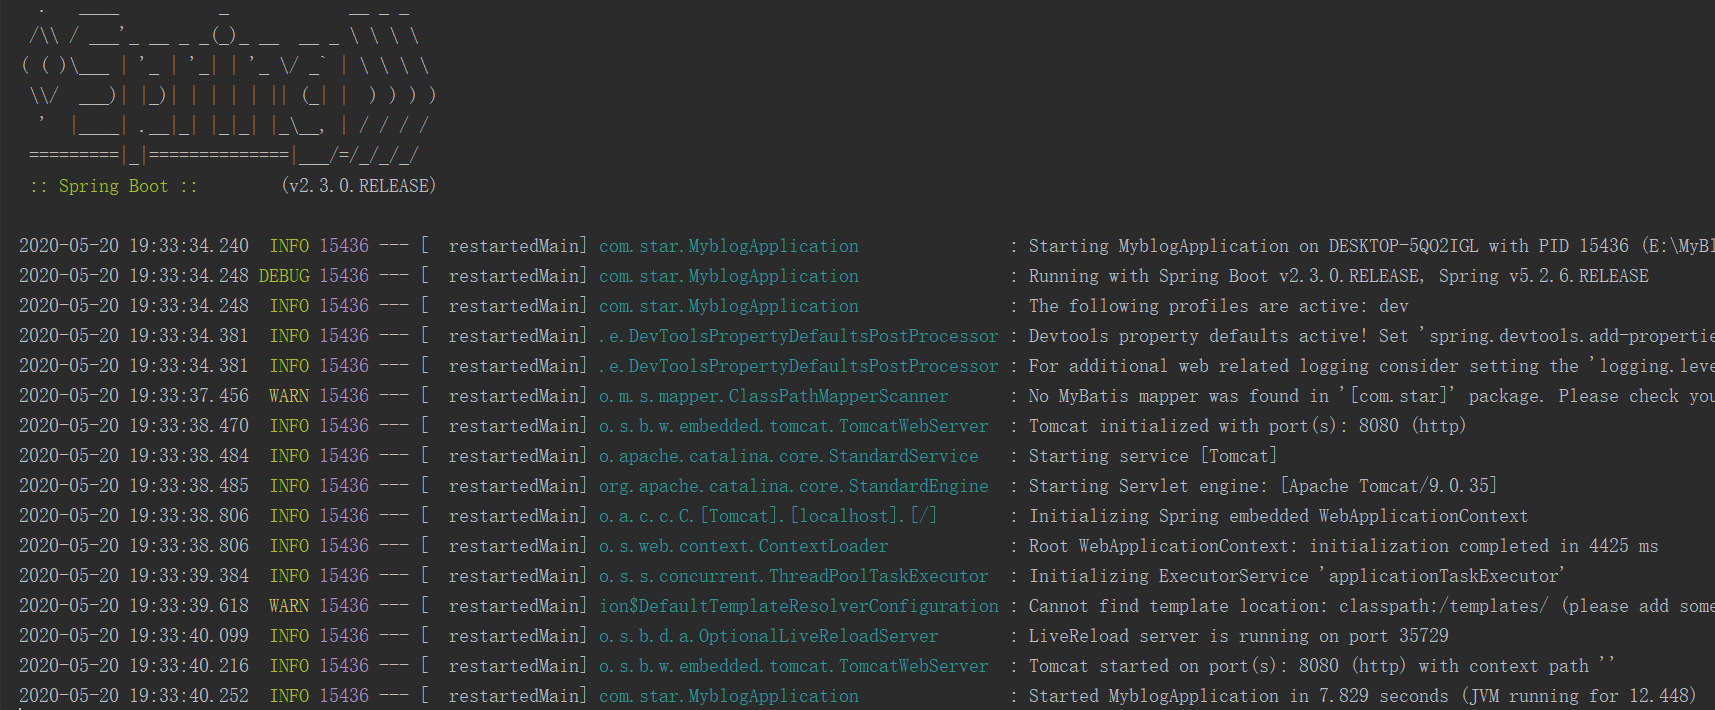 .   ____          _            __ _ _
 /\\ / ___'_ __ _ _(_)_ __  __ _ \ \ \ \
( ( )\___ | '_ | '_| | '_ \/ _` | \ \ \ \
 \\/  ___)| |_)| | | | | || (_| |  ) ) ) )
  '  |____| .__|_| |_|_| |_\__, | / / / /
 =========|_|==============|___/=/_/_/_/
 :: Spring Boot ::        (v2.3.0.RELEASE)
2020-05-20 19:33:34.240  INFO 15436 --- [  restartedMain] com.star.MyblogApplication               : Starting MyblogApplication on DESKTOP-5QO2IGL with PID 15436 (E:\MyBl
2020-05-20 19:33:34.248 DEBUG 15436 --- [  restartedMain] com.star.MyblogApplication               : Running with Spring Boot v2.3.0.RELEASE, Spring v5.2.6.RELEASE
2020-05-20 19:33:34.248  INFO 15436 --- [  restartedMain] com.star.MyblogApplication               : The following profiles are active: dev
2020-05-20 19:33:34.381  INFO 15436 --- [  restartedMain] .e.DevToolsPropertyDefaultsPostProcessor : Devtools property defaults active! Set 'spring.devtools.add-propertie
2020-05-20 19:33:34.381  INFO 15436 --- [  restartedMain] .e.DevToolsPropertyDefaultsPostProcessor : For additional web related logging consider setting the 'logging.leve
2020-05-20 19:33:37.456  WARN 15436 --- [  restartedMain] o.m.s.mapper.ClassPathMapperScanner      : No MyBatis mapper was found in '[com.star]' package. Please check you
2020-05-20 19:33:38.470  INFO 15436 --- [  restartedMain] o.s.b.w.embedded.tomcat.TomcatWebServer  : Tomcat initialized with port(s): 8080 (http)
2020-05-20 19:33:38.484  INFO 15436 --- [  restartedMain] o.apache.catalina.core.StandardService   : Starting service [Tomcat]
2020-05-20 19:33:38.485  INFO 15436 --- [  restartedMain] org.apache.catalina.core.StandardEngine  : Starting Servlet engine: [Apache Tomcat/9.0.35]
2020-05-20 19:33:38.806  INFO 15436 --- [  restartedMain] o.a.c.c.C.[Tomcat].[localhost].[/]       : Initializing Spring embedded WebApplicationContext
2020-05-20 19:33:38.806  INFO 15436 --- [  restartedMain] o.s.web.context.ContextLoader            : Root WebApplicationContext: initialization completed in 4425 ms
2020-05-20 19:33:39.384  INFO 15436 --- [  restartedMain] o.s.s.concurrent.ThreadPoolTaskExecutor  : Initializing ExecutorService 'applicationTaskExecutor'
2020-05-20 19:33:39.618  WARN 15436 --- [  restartedMain] ion$DefaultTemplateResolverConfiguration : Cannot find template location: classpath:/templates/ (please add some
2020-05-20 19:33:40.099  INFO 15436 --- [  restartedMain] o.s.b.d.a.OptionalLiveReloadServer       : LiveReload server is running on port 35729
2020-05-20 19:33:40.216  INFO 15436 --- [  restartedMain] o.s.b.w.embedded.tomcat.TomcatWebServer  : Tomcat started on port(s): 8080 (http) with context path ''
2020-05-20 19:33:40.252  INFO 15436 --- [  restartedMain] com.star.MyblogApplication               : Started MyblogApplication in 7.829 seconds (JVM running for 12.448)